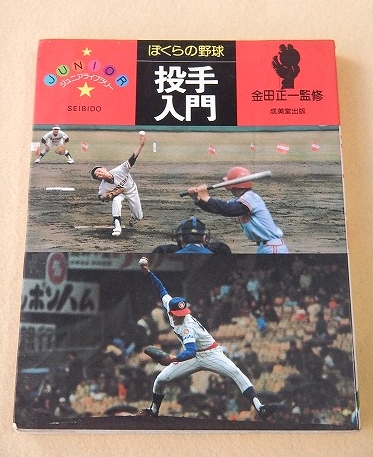 JUNIOR
ジュニアライブラリー
SEIBIDO
ぼくらの野球
投手
入門
金田正一監修
成美堂出版
ッポンハム